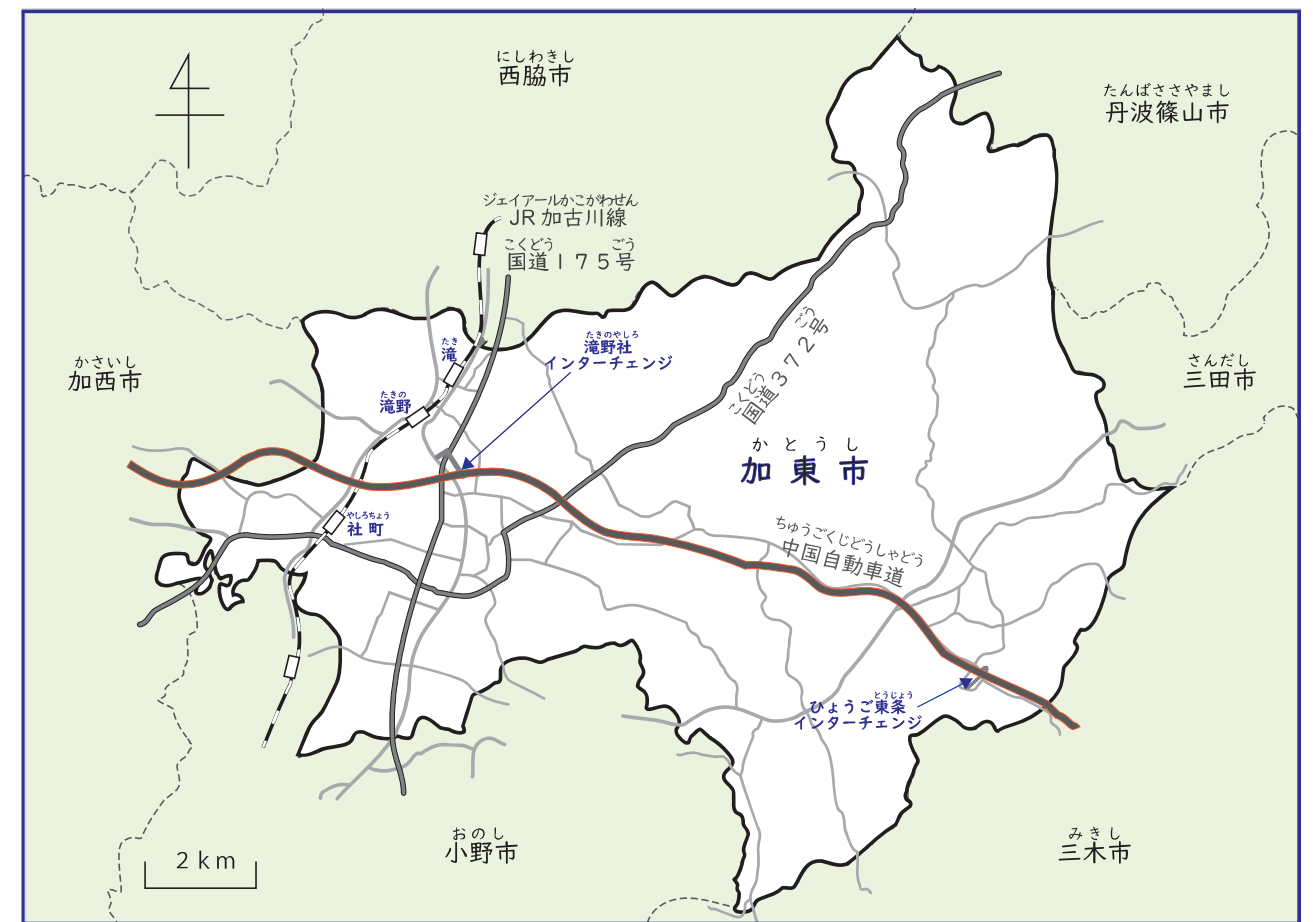 にしわきし
西脇市
たんばささやまし
丹波篠山市
ジェイアールかこがわせん
JR加古川線
こくどう ごう
国道175号
かさいし
加西市
たき
滝
たきの
滝野
たきのやしろ
滝野社
インターチェンジ
こくどう ごう
国道372号
さんだし
三田市
かとうし
加東市
やしろちょう
社町
ちゅうごくじどうしゃどう
中国自動車道
とうじょう
ひょうご東条
インターチェンジ
おのし
小野市
みきし
三木市
2km